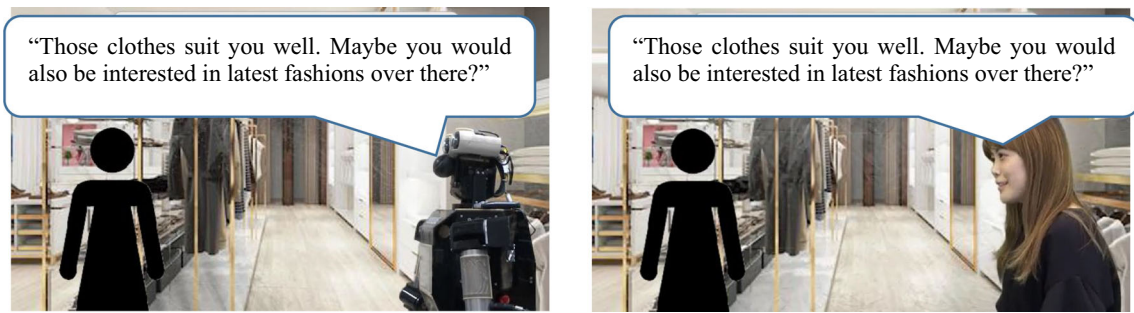 “Those clothes suit you well. Maybe you would
also be interested in latest fashions over there?”
“Those clothes suit you well. Maybe you would
also be interested in latest fashions over there?”